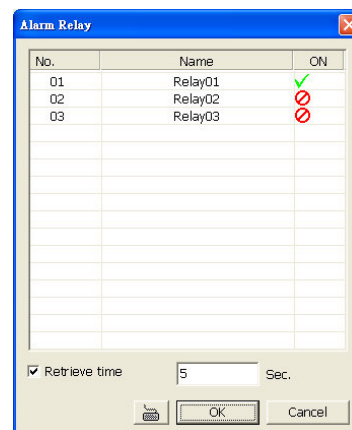 Alarm Relay
No. Name ON
01 Relay01
02 Relay02
03 Relay03
Retrieve time 5 Sec.
OK Cancel